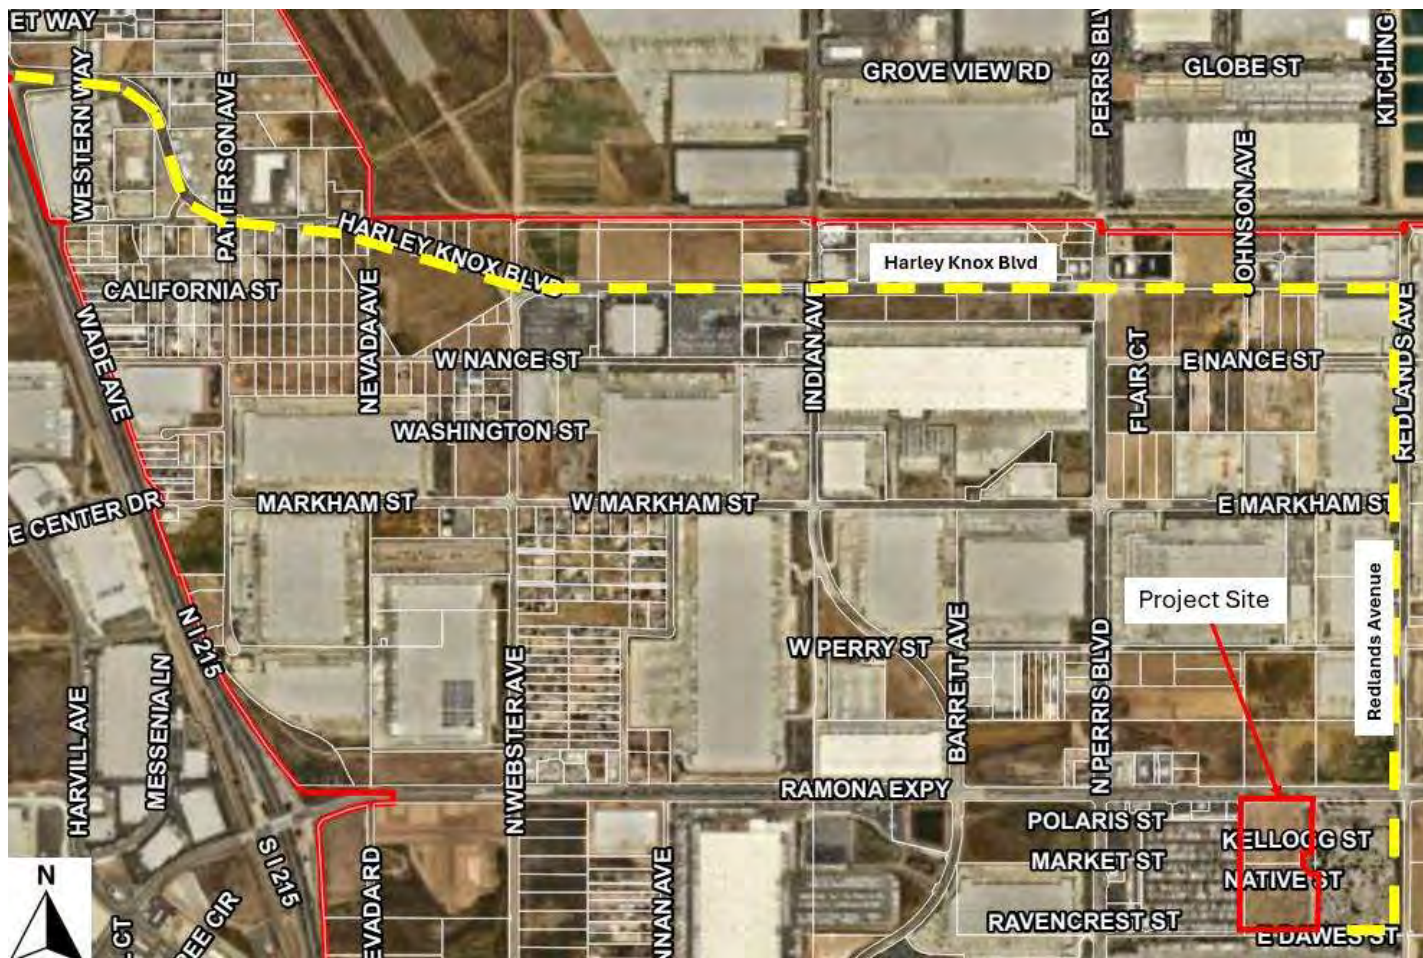 ET WAY
WESTERN WAY
PATTERSON AVE
GROVE VIEW RD
PERRIS BLV
GLOBE ST
KITCHING
JOHNSON AVE
HARLEY KNOX BLVD
Harley Knox Blvd
CALIFORNIA ST
NEVADA AVE
INDIAN AVE
REDLANDS AVE
WADE AVE
W NANCE ST
FLAIR CT
E NANCE ST
WASHINGTON ST
E CENTER DR
MARKHAM ST
W MARKHAM ST
E MARKHAM ST
Project Site
Redlands Avenue
N I 215
W PERRY ST
BARRETT AVE
N PERRIS BLVD
HARVILL AVE
MESSENIA LN
N WEBSTER AVE
RAMONA EXPY
POLARIS ST
KELLOGG ST
MARKET ST
NATIVE ST
S I 215
EVADA RD
NNAN AVE
RAVENCREST ST
E DAWES ST
N
CT
EE CIR